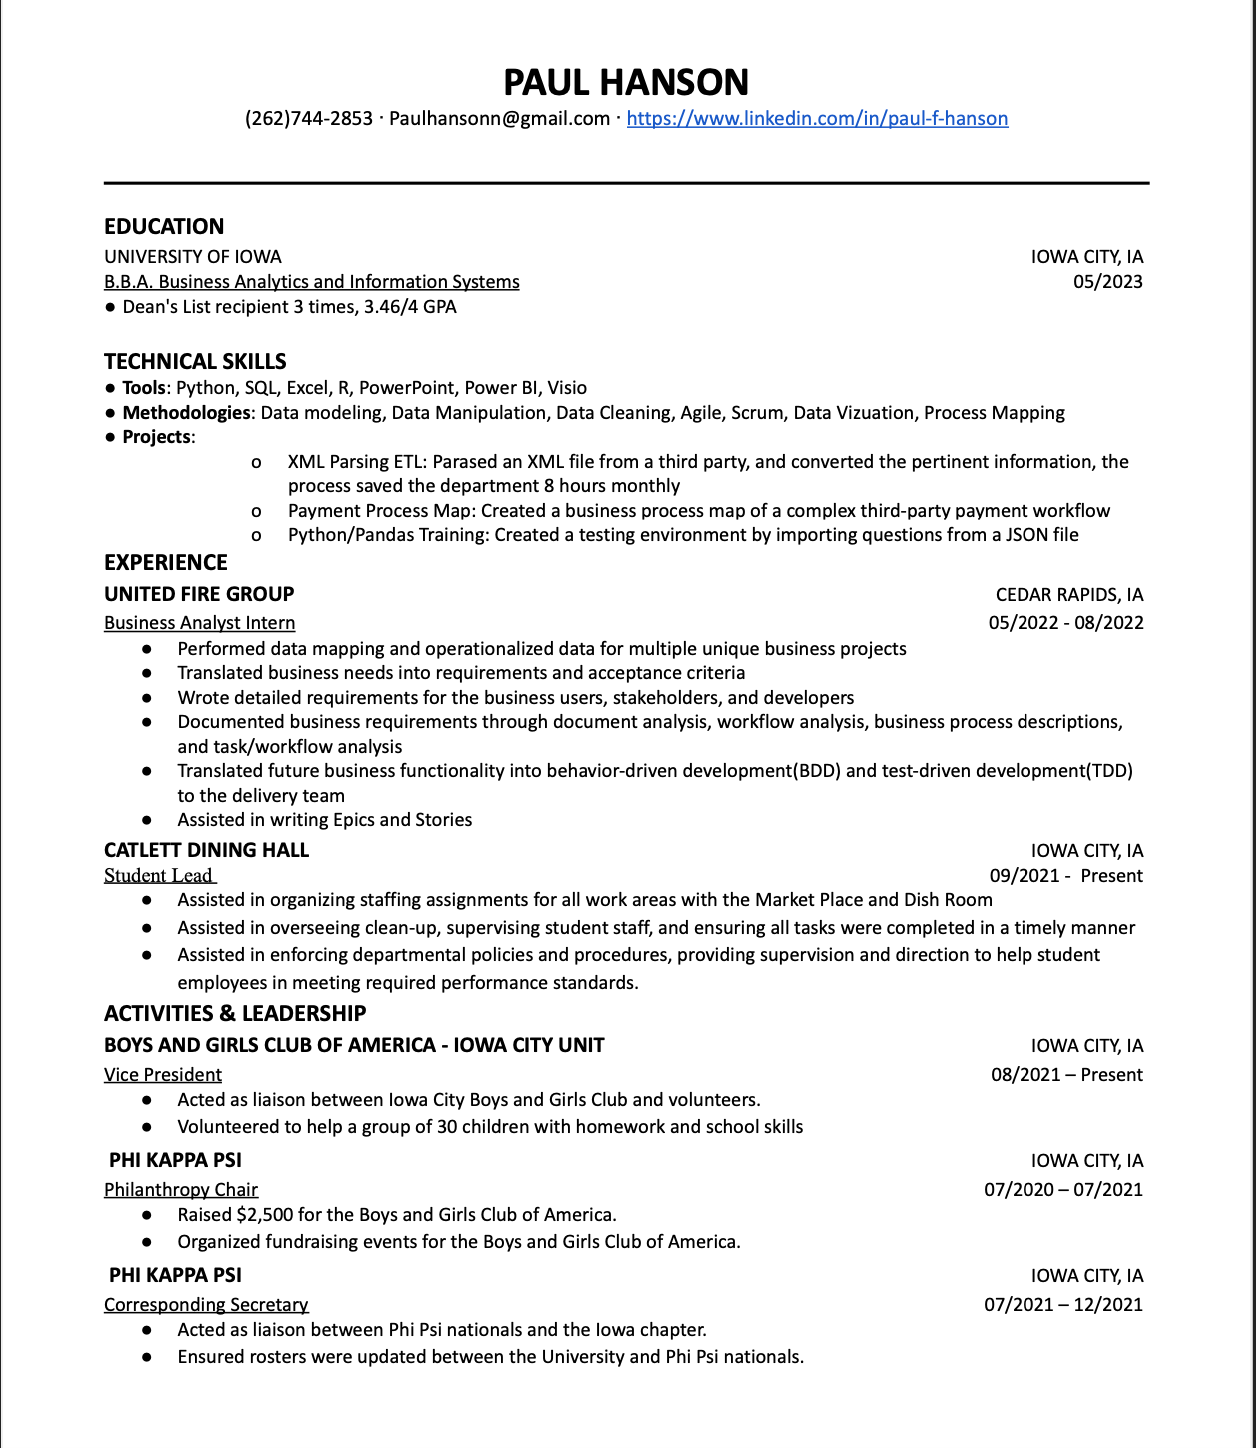 PAUL HANSON
(262)744-2853 · Paulhansonn@gmail.com · https://www.linkedin.com/in/paul-f-hanson
EDUCATION
UNIVERSITY OF IOWA IOWA CITY, IA
B.B.A. Business Analytics and Information Systems 05/2023
● Dean's List recipient 3 times, 3.46/4 GPA
TECHNICAL SKILLS
● Tools: Python, SQL, Excel, R, PowerPoint, Power BI, Visio
● Methodologies: Data modeling, Data Manipulation, Data Cleaning, Agile, Scrum, Data Vizuation, Process Mapping
● Projects:
o XML Parsing ETL: Parased an XML file from a third party, and converted the pertinent information, the
process saved the department 8 hours monthly
o Payment Process Map: Created a business process map of a complex third-party payment workflow
o Python/Pandas Training: Created a testing environment by importing questions from a JSON file
EXPERIENCE
UNITED FIRE GROUP CEDAR RAPIDS, IA
Business Analyst Intern 05/2022 - 08/2022
● Performed data mapping and operationalized data for multiple unique business projects
● Translated business needs into requirements and acceptance criteria
● Wrote detailed requirements for the business users, stakeholders, and developers
● Documented business requirements through document analysis, workflow analysis, business process descriptions,
and task/workflow analysis
● Translated future business functionality into behavior-driven development(BDD) and test-driven development(TDD)
to the delivery team
● Assisted in writing Epics and Stories
CATLETT DINING HALL IOWA CITY, IA
Student Lead 09/2021 - Present
● Assisted in organizing staffing assignments for all work areas with the Market Place and Dish Room
● Assisted in overseeing clean-up, supervising student staff, and ensuring all tasks were completed in a timely manner
● Assisted in enforcing departmental policies and procedures, providing supervision and direction to help student
employees in meeting required performance standards.
ACTIVITIES & LEADERSHIP
BOYS AND GIRLS CLUB OF AMERICA - IOWA CITY UNIT IOWA CITY, IA
Vice President 08/2021 – Present
● Acted as liaison between Iowa City Boys and Girls Club and volunteers.
● Volunteered to help a group of 30 children with homework and school skills
PHI KAPPA PSI IOWA CITY, IA
Philanthropy Chair 07/2020 – 07/2021
● Raised $2,500 for the Boys and Girls Club of America.
● Organized fundraising events for the Boys and Girls Club of America.
PHI KAPPA PSI IOWA CITY, IA
Corresponding Secretary 07/2021 – 12/2021
● Acted as liaison between Phi Psi nationals and the Iowa chapter.
● Ensured rosters were updated between the University and Phi Psi nationals.